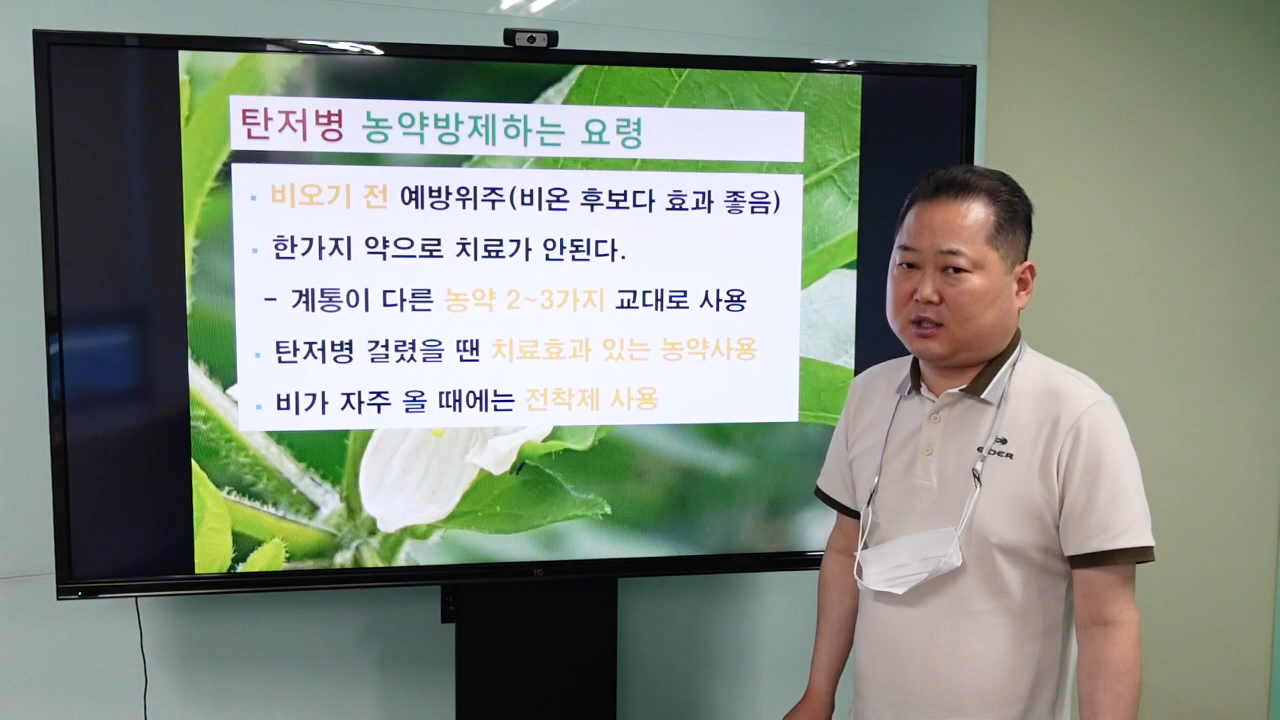 탄저병 농약방제하는 요령
▪ 비오기 전 예방위주(비온 후보다 효과 좋음)
▪ 한가지 약으로 치료가 안된다.
- 계통이 다른 농약 2~3가지 교대로 사용
▪ 탄저병 걸렸을 땐 치료효과 있는 농약사용
▪ 비가 자주 올 때에는 전착제 사용
TG